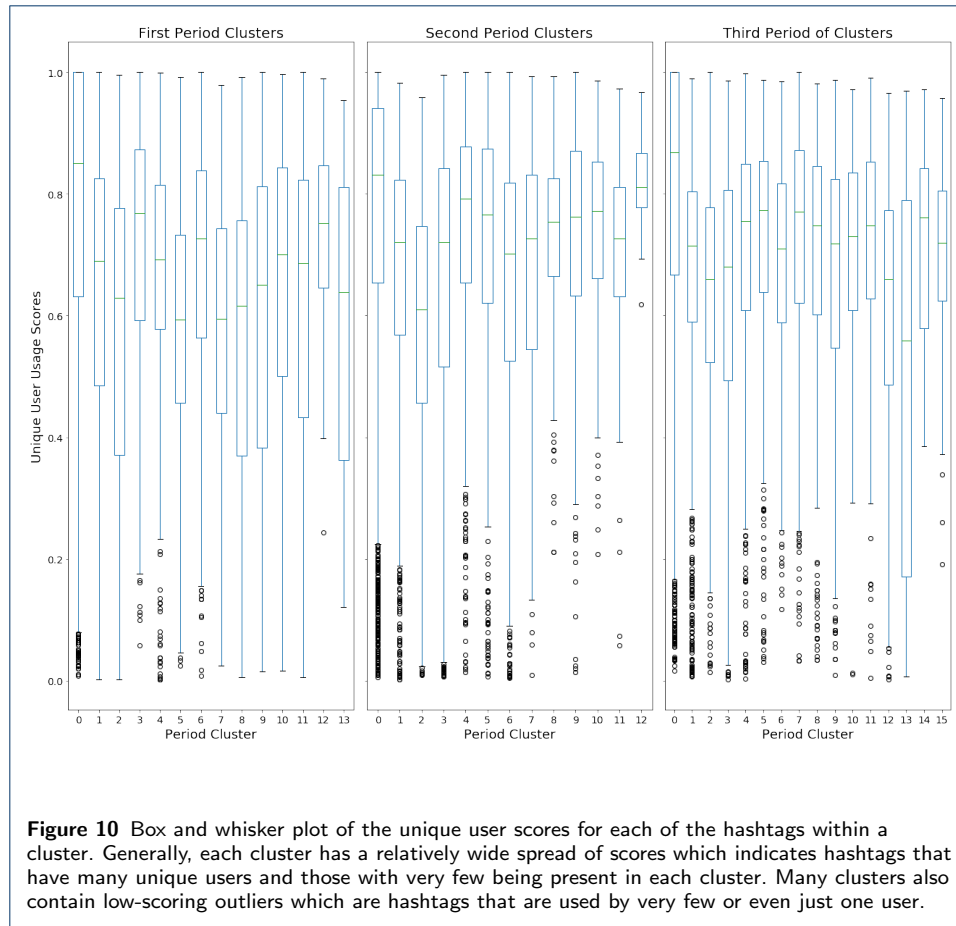 First Period Clusters
Second Period Clusters
Third Period of Clusters
Unique User Usage Scores
1.0
0.8
0.6
0.4
0.2
0.0
0 1 2 3 4 5 6 7 8 9 10 11 12 13
0 1 2 3 4 5 6 7 8 9 10 11 12
0 1 2 3 4 5 6 7 8 9 10 11 12 13 14 15
Period Cluster
Period Cluster
Period Cluster
Figure 10 Box and whisker plot of the unique user scores for each of the hashtags within a
cluster. Generally, each cluster has a relatively wide spread of scores which indicates hashtags that
have many unique users and those with very few being present in each cluster. Many clusters also
contain low-scoring outliers which are hashtags that are used by very few or even just one user.